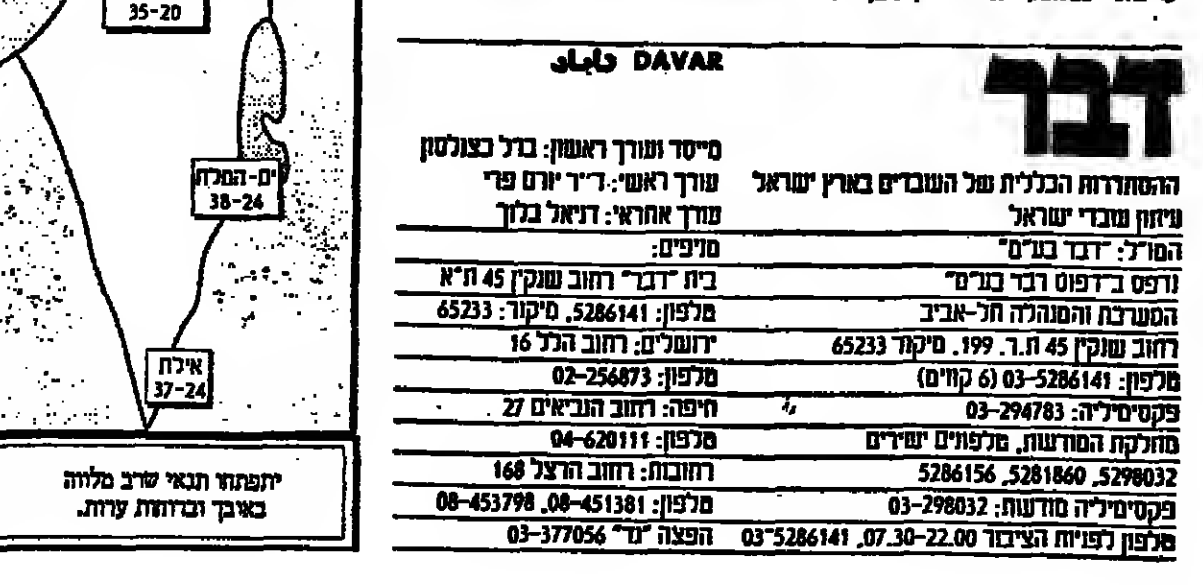 35-20
ים-המלח
38-24
אילת
37-24
יתפתחו תנאי שרב מלווה
באובך וברוחות ערות.
DAVAR دافار
דבר
ההסתדרות הכללית של העובדים בארץ ישראל
עיתון עובדי ישראל
המו"ל: "דבר בע"מ"
נדפס ב"דפוס דבר בע"מ"
המערכת והמנהלה תל-אביב
רחוב שנקין 45 ת.ד. 199. מיקוד 65233
טלפון: 03-5286141 (6 קווים)
פקסימיליה: 03-294783
מחלקת המודעות, טלפונים ישירים
5286156 ,5281860 ,5298032
פקסימיליה מודעות: 03-298032
טלפון לפניות הציבור 07.30-22.00, 03-5286141
מייסד ועורך ראשון: ברל כצנלסון
עורך ראשי: ד"ר יורם פרי
עורך אחראי: דניאל בלוך
סניפים:
בית "דבר" רחוב שנקין 45 ת"א
טלפון: 5286141, מיקוד: 65233
ירושלים: רחוב הלל 16
טלפון: 02-256873
חיפה: רחוב הנביאים 27
טלפון: 04-620111
רחובות: רחוב הרצל 168
טלפון: 08-451381, 08-453798
הפצה "גד" 03-377056